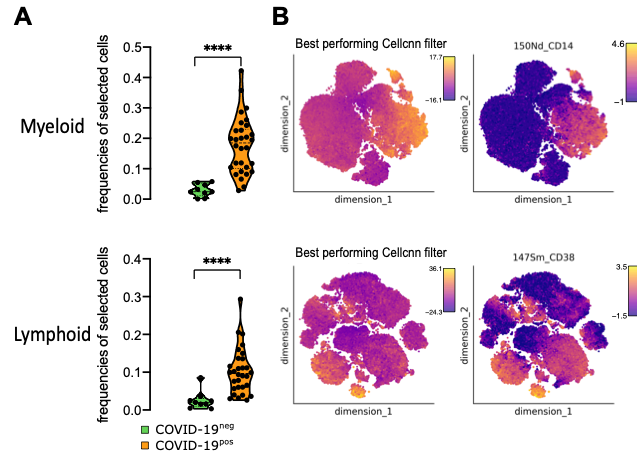 A
B
Myeloid
frequencies of selected cells
0.5
0.4
0.3
0.2
0.1
0.0
****
Best performing Cellcnn filter
17.7
−16.1
dimension_2
dimension_1
150Nd_CD14
4.6
−1
dimension_2
dimension_1
Lymphoid
frequencies of selected cells
0.4
0.3
0.2
0.1
0.0
****
Best performing Cellcnn filter
36.1
−24.3
dimension_2
dimension_1
147Sm_CD38
3.5
−1.5
dimension_2
dimension_1
COVID-19neg
COVID-19pos